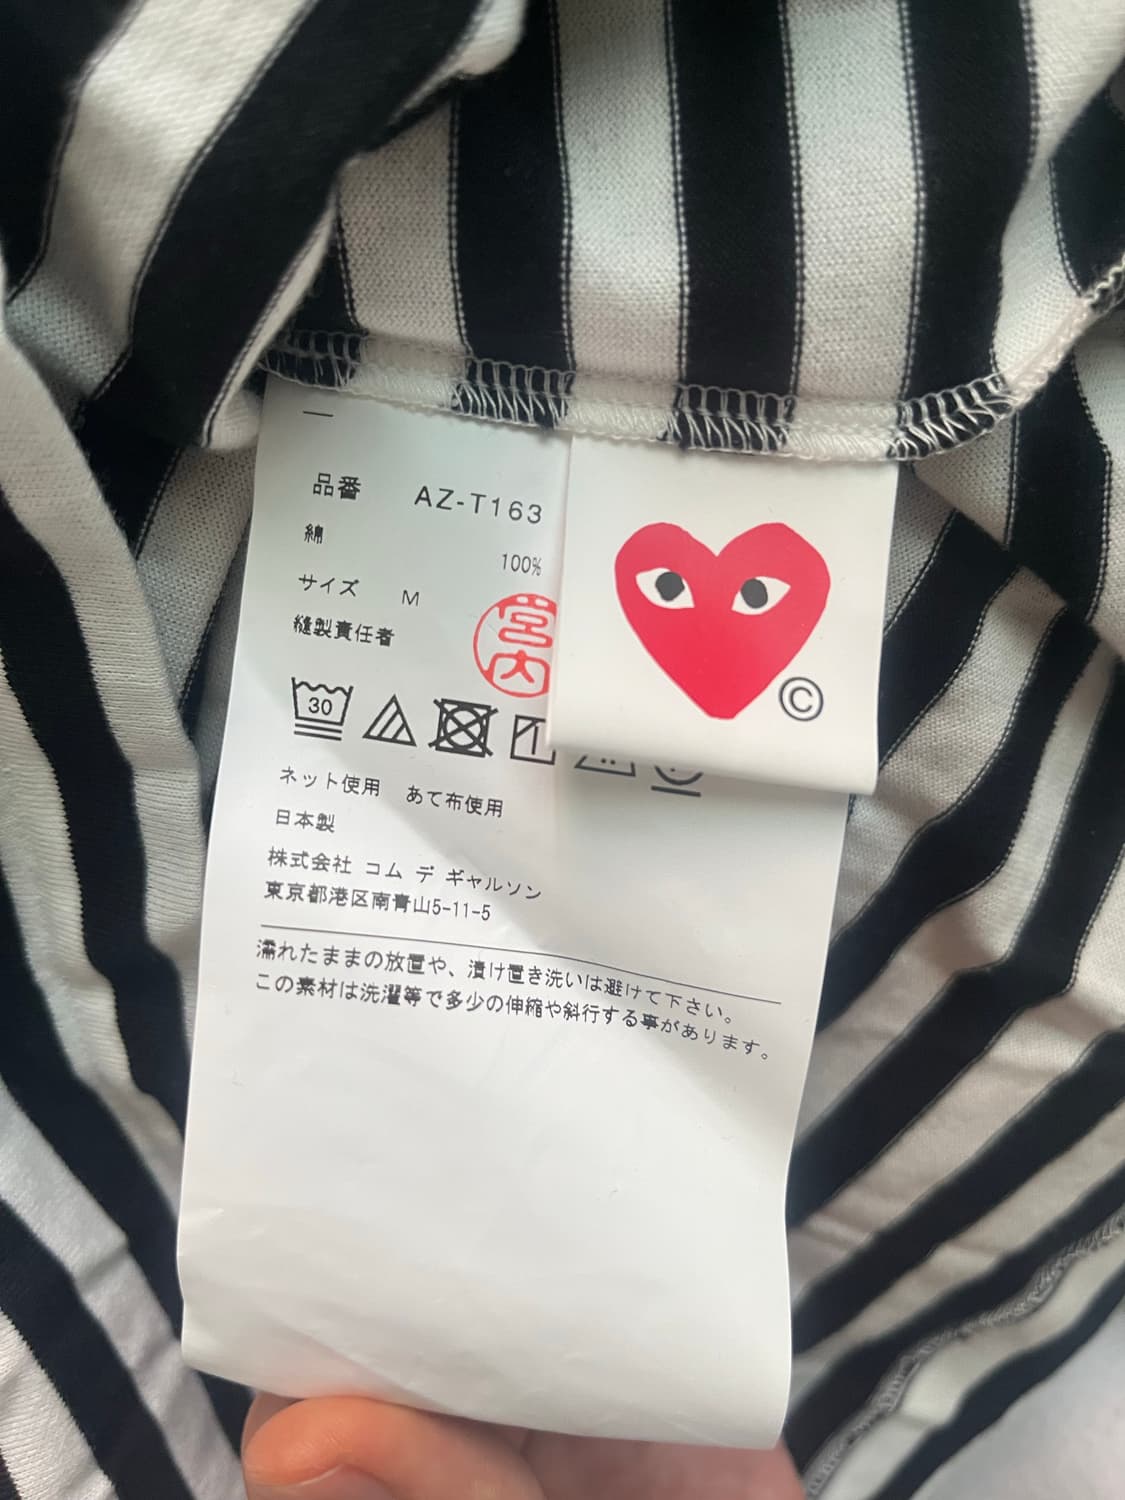 品番 AZ-T163
綿 100%
サイズ M
縫製責任者
宮内
30
ネット使用 あて布使用
日本製
株式会社 コム デ ギャルソン
東京都港区南青山5-11-5
濡れたままの放置や、漬け置き洗いは避けて下さい。
この素材は洗濯等で多少の伸縮や斜行する事があります。
©